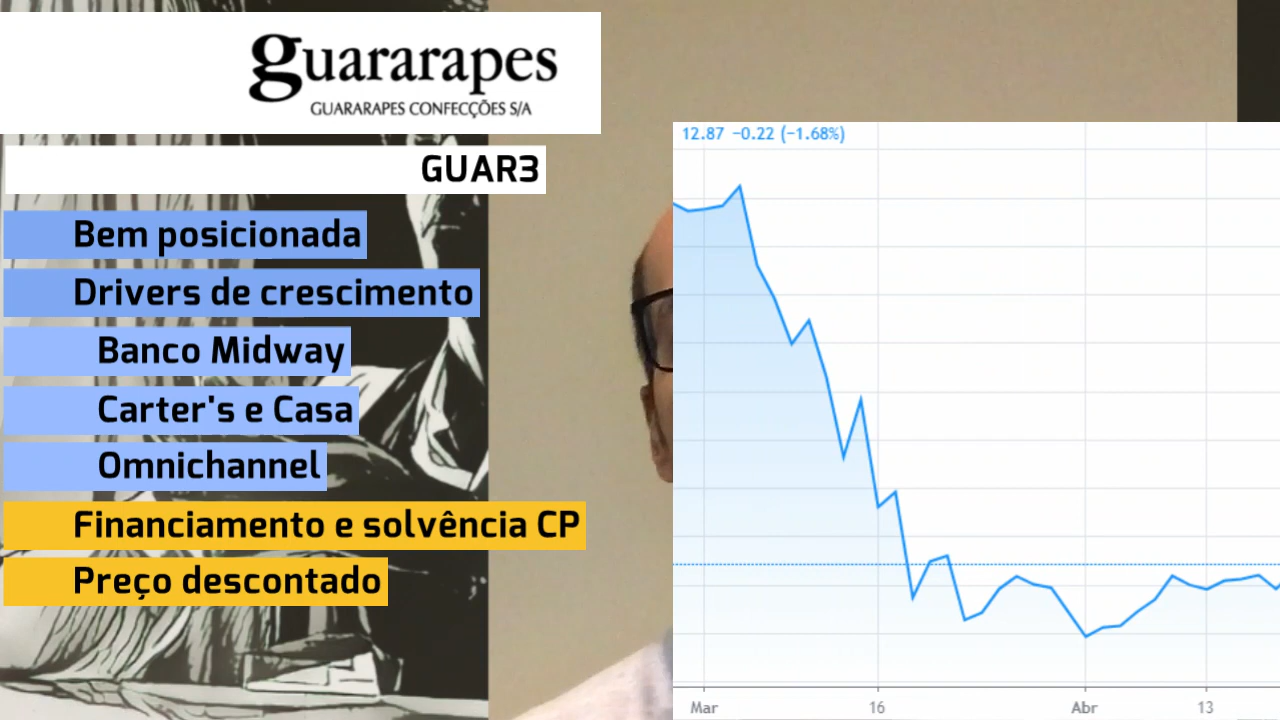 guararapes
GUARARAPES CONFECÇÕES S/A
GUAR3
Bem posicionada
Drivers de crescimento
Banco Midway
Carter's e Casa
Omnichannel
Financiamento e solvência CP
Preço descontado
12.87 −0.22 (−1.68%)
Mar 16 Abr 13